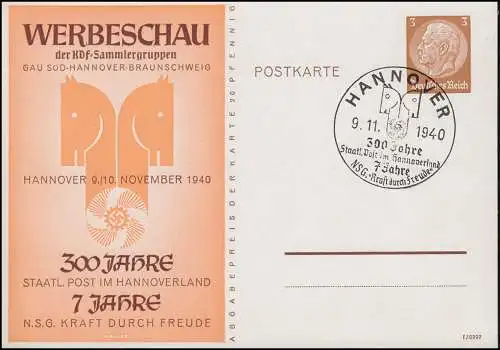 WERBESCHAU
der KdF-Sammlergruppen
GAU SÜD-HANNOVER-BRAUNSCHWEIG
HANNOVER 9./10. NOVEMBER 1940
300 JAHRE
STAATL. POST IM HANNOVERLAND
7 JAHRE
N.S.G. KRAFT DURCH FREUDE
ABGABEPREIS DER KARTE 20 PFENNIG
POSTKARTE
3 3
Deutsches Reich
HANNOVER
9.11. 1940
300 Jahre
Staatl. Post im Hannoverland
7 Jahre
N.S.G. "Kraft durch Freude"